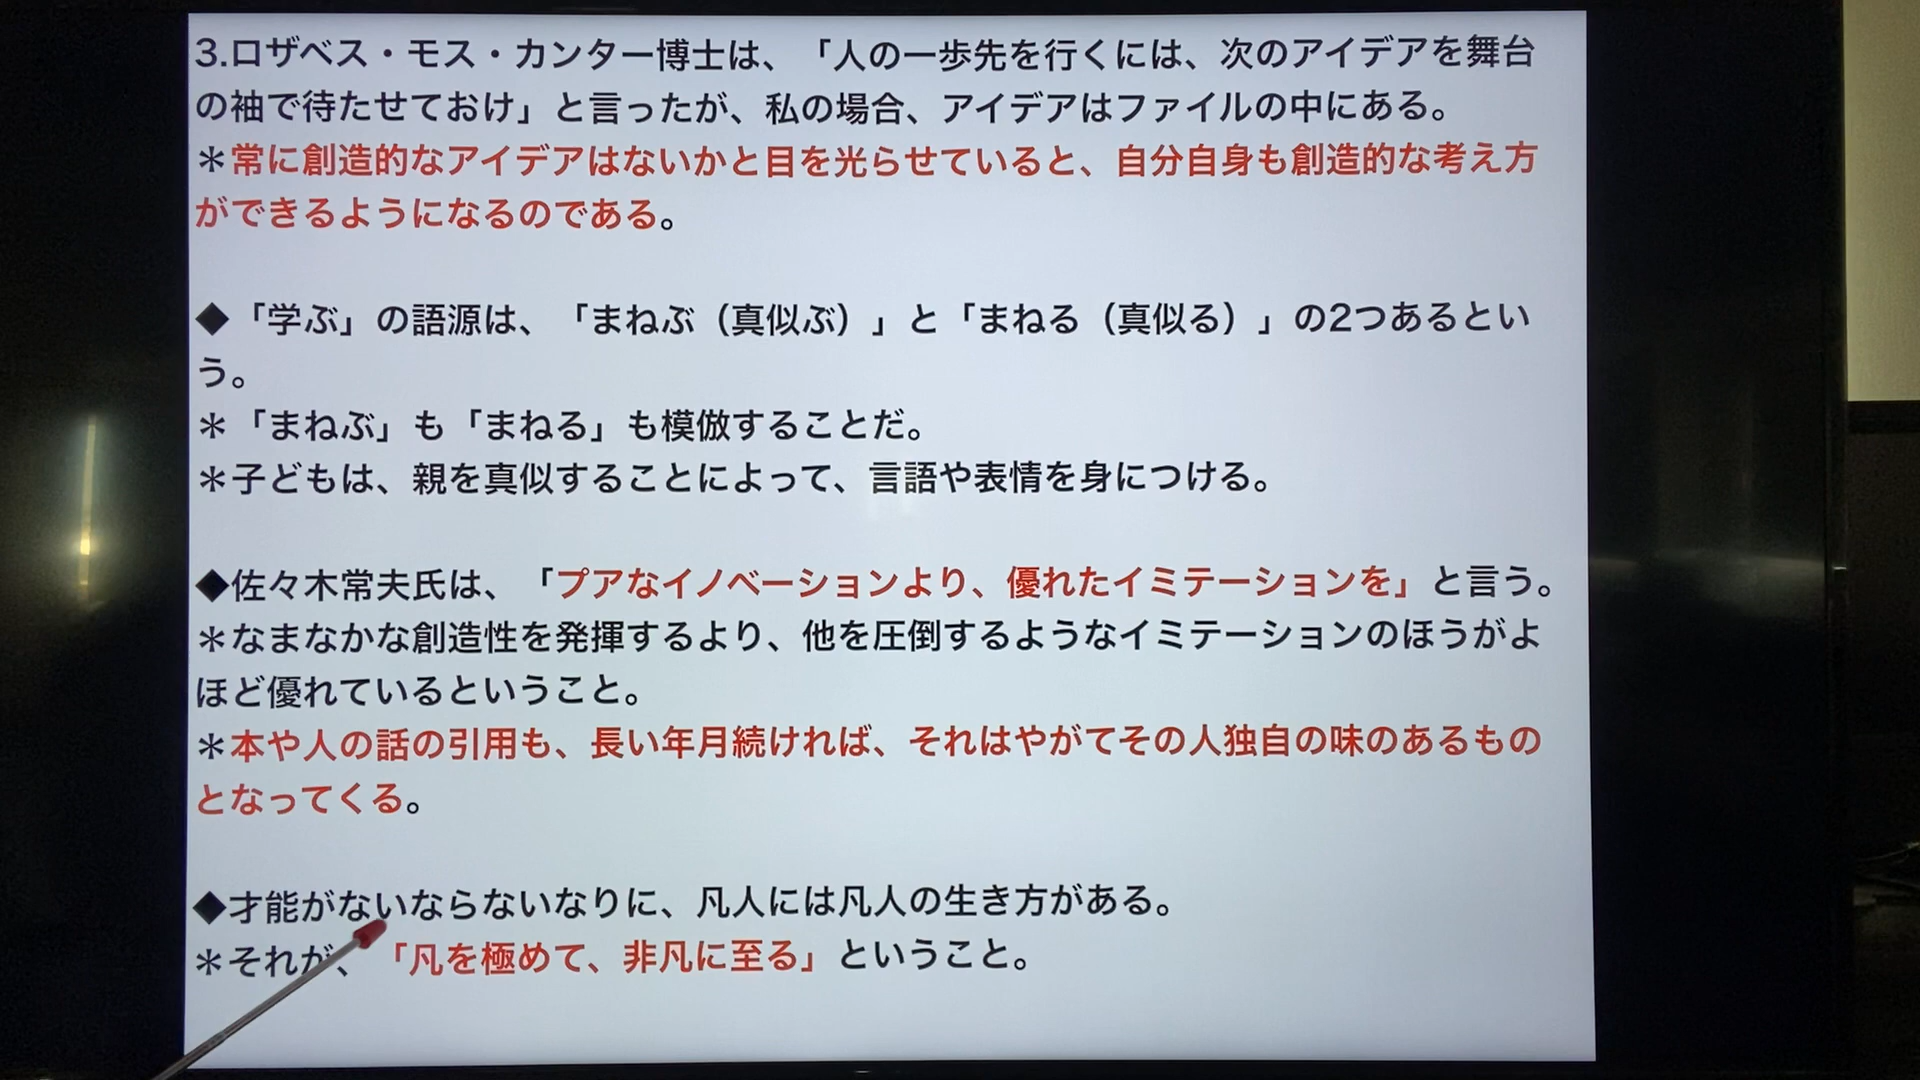 3.ロザベス・モス・カンター博士は、「人の一歩先を行くには、次のアイデアを舞台
の袖で待たせておけ」と言ったが、私の場合、アイデアはファイルの中にある。
＊常に創造的なアイデアはないかと目を光らせていると、自分自身も創造的な考え方
ができるようになるのである。
◆「学ぶ」の語源は、「まねぶ（真似ぶ）」と「まねる（真似る）」の2つあるとい
う。
＊「まねぶ」も「まねる」も模倣することだ。
＊子どもは、親を真似することによって、言語や表情を身につける。
◆佐々木常夫氏は、「プアなイノベーションより、優れたイミテーションを」と言う。
＊なまなかな創造性を発揮するより、他を圧倒するようなイミテーションのほうがよ
ほど優れているということ。
＊本や人の話の引用も、長い年月続ければ、それはやがてその人独自の味のあるもの
となってくる。
◆才能がないならないなりに、凡人には凡人の生き方がある。
＊それが、「凡を極めて、非凡に至る」ということ。